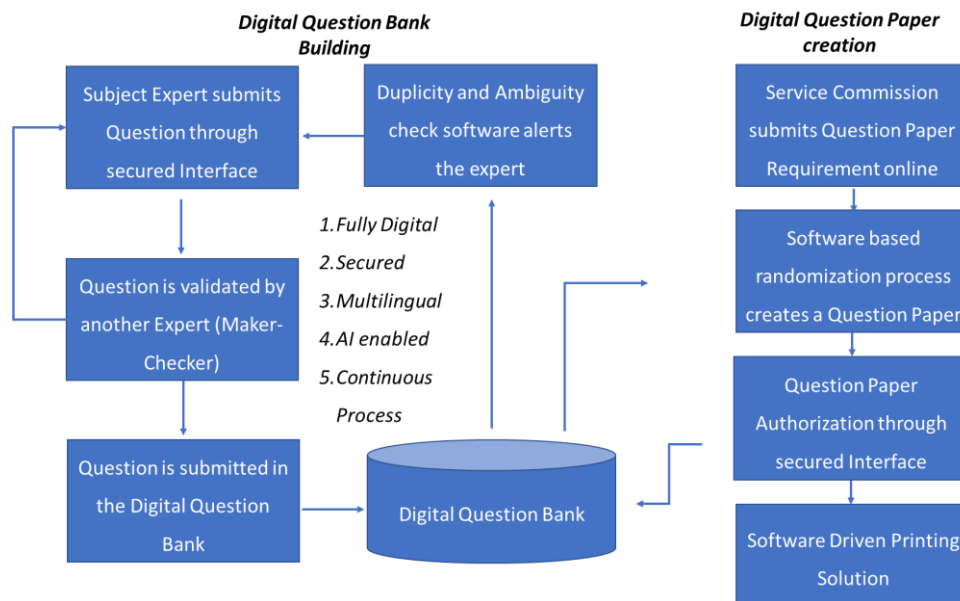 Digital Question Bank
Building
Subject Expert submits
Question through
secured Interface
Duplicity and Ambiguity
check software alerts
the expert
Question is validated by
another Expert (Maker-
Checker)
1.Fully Digital
2.Secured
3.Multilingual
4.AI enabled
5.Continuous
Process
Question is submitted in
the Digital Question
Bank
Digital Question Bank
Digital Question Paper
creation
Service Commission
submits Question Paper
Requirement online
Software based
randomization process
creates a Question Paper
Question Paper
Authorization through
secured Interface
Software Driven Printing
Solution